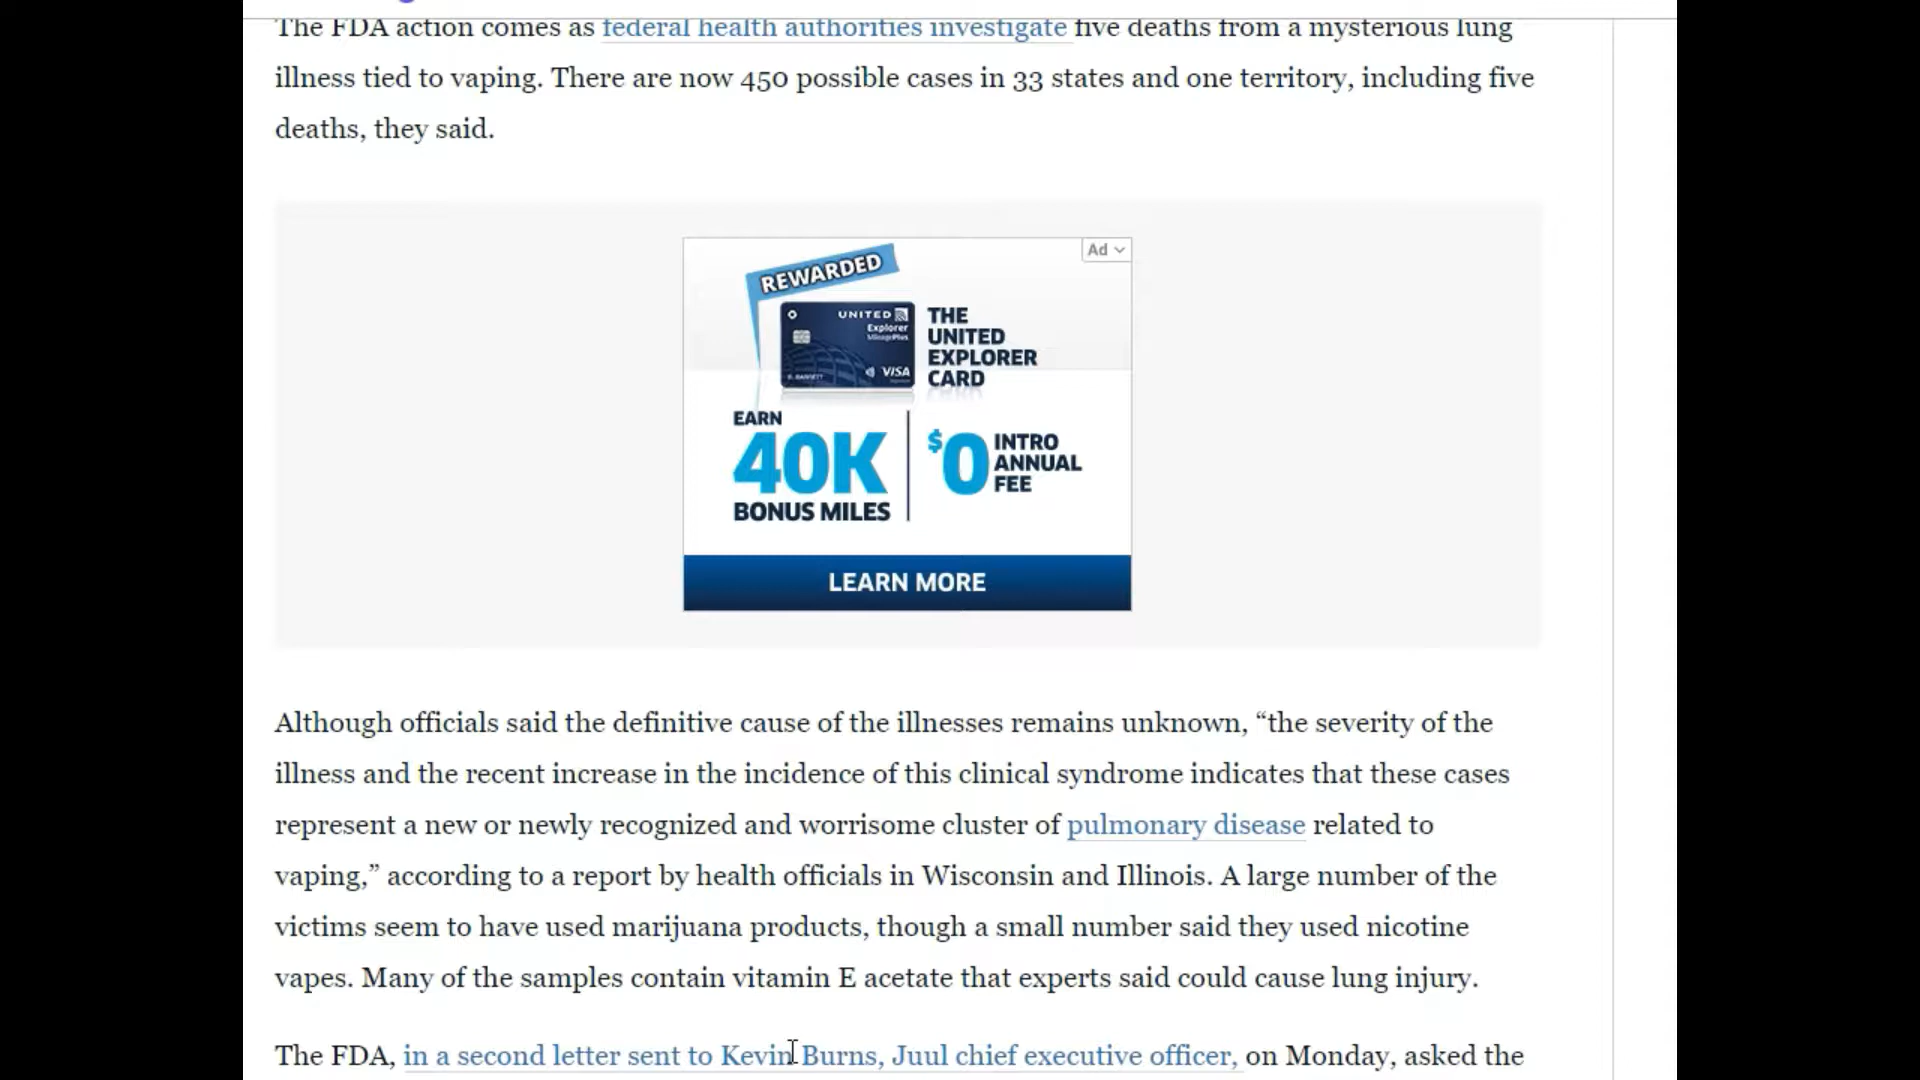 The FDA action comes as federal health authorities investigate five deaths from a mysterious lung
illness tied to vaping. There are now 450 possible cases in 33 states and one territory, including five
deaths, they said.
Ad
REWARDED
UNITED
Explorer
MileagePlus
VISA
THE
UNITED
EXPLORER
CARD
EARN
40K
BONUS MILES
$0 INTRO
ANNUAL
FEE
LEARN MORE
Although officials said the definitive cause of the illnesses remains unknown, “the severity of the
illness and the recent increase in the incidence of this clinical syndrome indicates that these cases
represent a new or newly recognized and worrisome cluster of pulmonary disease related to
vaping,” according to a report by health officials in Wisconsin and Illinois. A large number of the
victims seem to have used marijuana products, though a small number said they used nicotine
vapes. Many of the samples contain vitamin E acetate that experts said could cause lung injury.
The FDA, in a second letter sent to Kevin Burns, Juul chief executive officer, on Monday, asked the